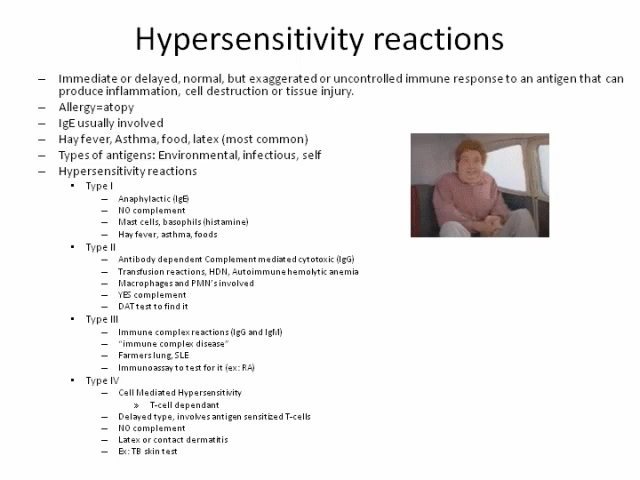 Hypersensitivity reactions
– Immediate or delayed, normal, but exaggerated or uncontrolled immune response to an antigen that can
produce inflammation, cell destruction or tissue injury.
– Allergy=atopy
– IgE usually involved
– Hay fever, Asthma, food, latex (most common)
– Types of antigens: Environmental, infectious, self
– Hypersensitivity reactions
• Type I
– Anaphylactic (IgE)
– NO complement
– Mast cells, basophils (histamine)
– Hay fever, asthma, foods
• Type II
– Antibody dependent Complement mediated cytotoxic (IgG)
– Transfusion reactions, HDN, Autoimmune hemolytic anemia
– Macrophages and PMN's involved
– YES complement
– DAT test to find it
• Type III
– Immune complex reactions (IgG and IgM)
– "immune complex disease"
– Farmers lung, SLE
– Immunoassay to test for it (ex: RA)
• Type IV
– Cell Mediated Hypersensitivity
» T-cell dependant
– Delayed type, involves antigen sensitized T-cells
– NO complement
– Latex or contact dermatitis
– Ex: TB skin test